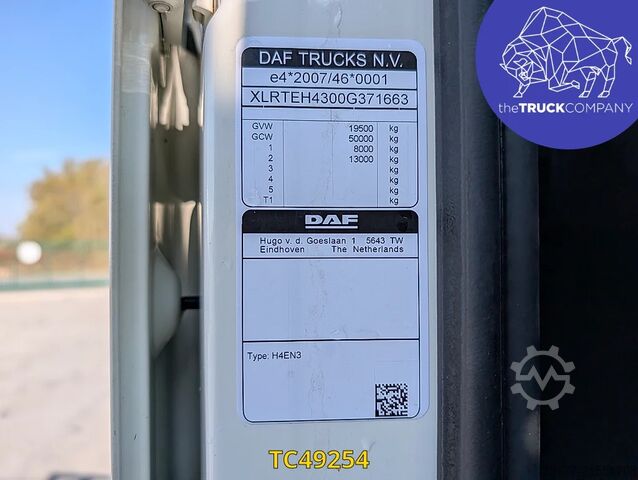 DAF TRUCKS N.V.
e4*2007/46*0001
XLRTEH4300G371663
GVW 19500 kg
GCW 50000 kg
1 8000 kg
2 13000 kg
3 kg
4 kg
5 kg
T1 kg
DAF
Hugo v. d. Goeslaan 1 5643 TW
Eindhoven The Netherlands
Type: H4EN3
theTRUCKCOMPANY
TC49254